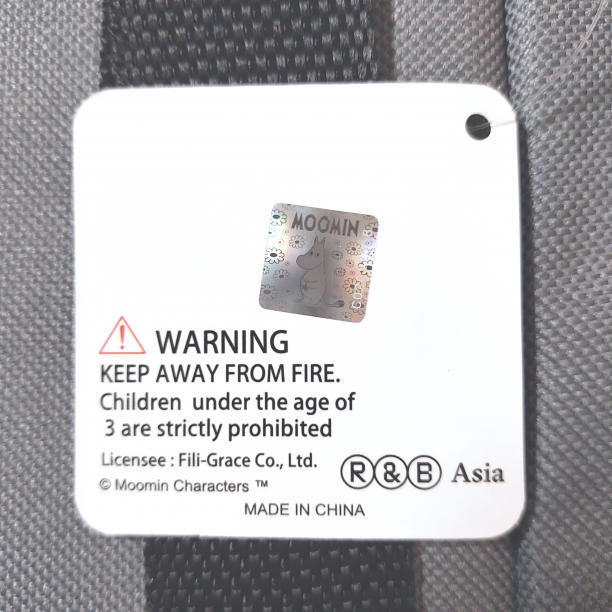 MOOMIN
WARNING
KEEP AWAY FROM FIRE.
Children under the age of
3 are strictly prohibited
Licensee : Fili-Grace Co., Ltd.
R&B Asia
© Moomin Characters ™
MADE IN CHINA